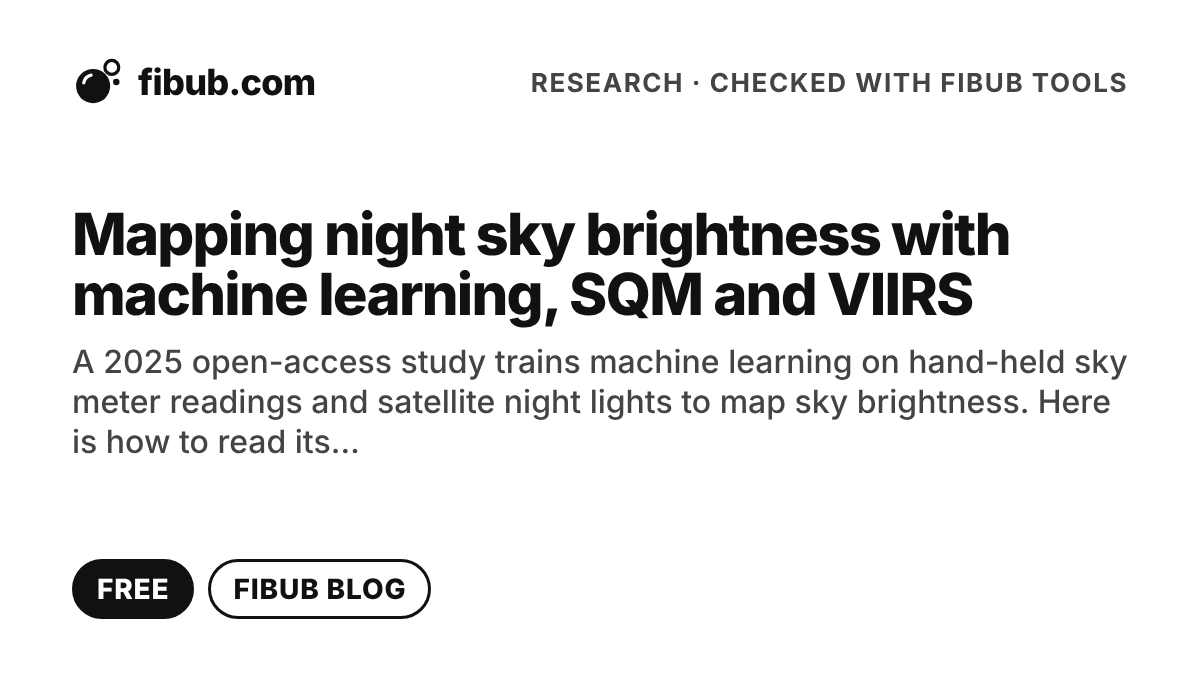 fibub.com
RESEARCH · CHECKED WITH FIBUB TOOLS
Mapping night sky brightness with
machine learning, SQM and VIIRS
A 2025 open-access study trains machine learning on hand-held sky
meter readings and satellite night lights to map sky brightness. Here
is how to read its...
FREE
FIBUB BLOG